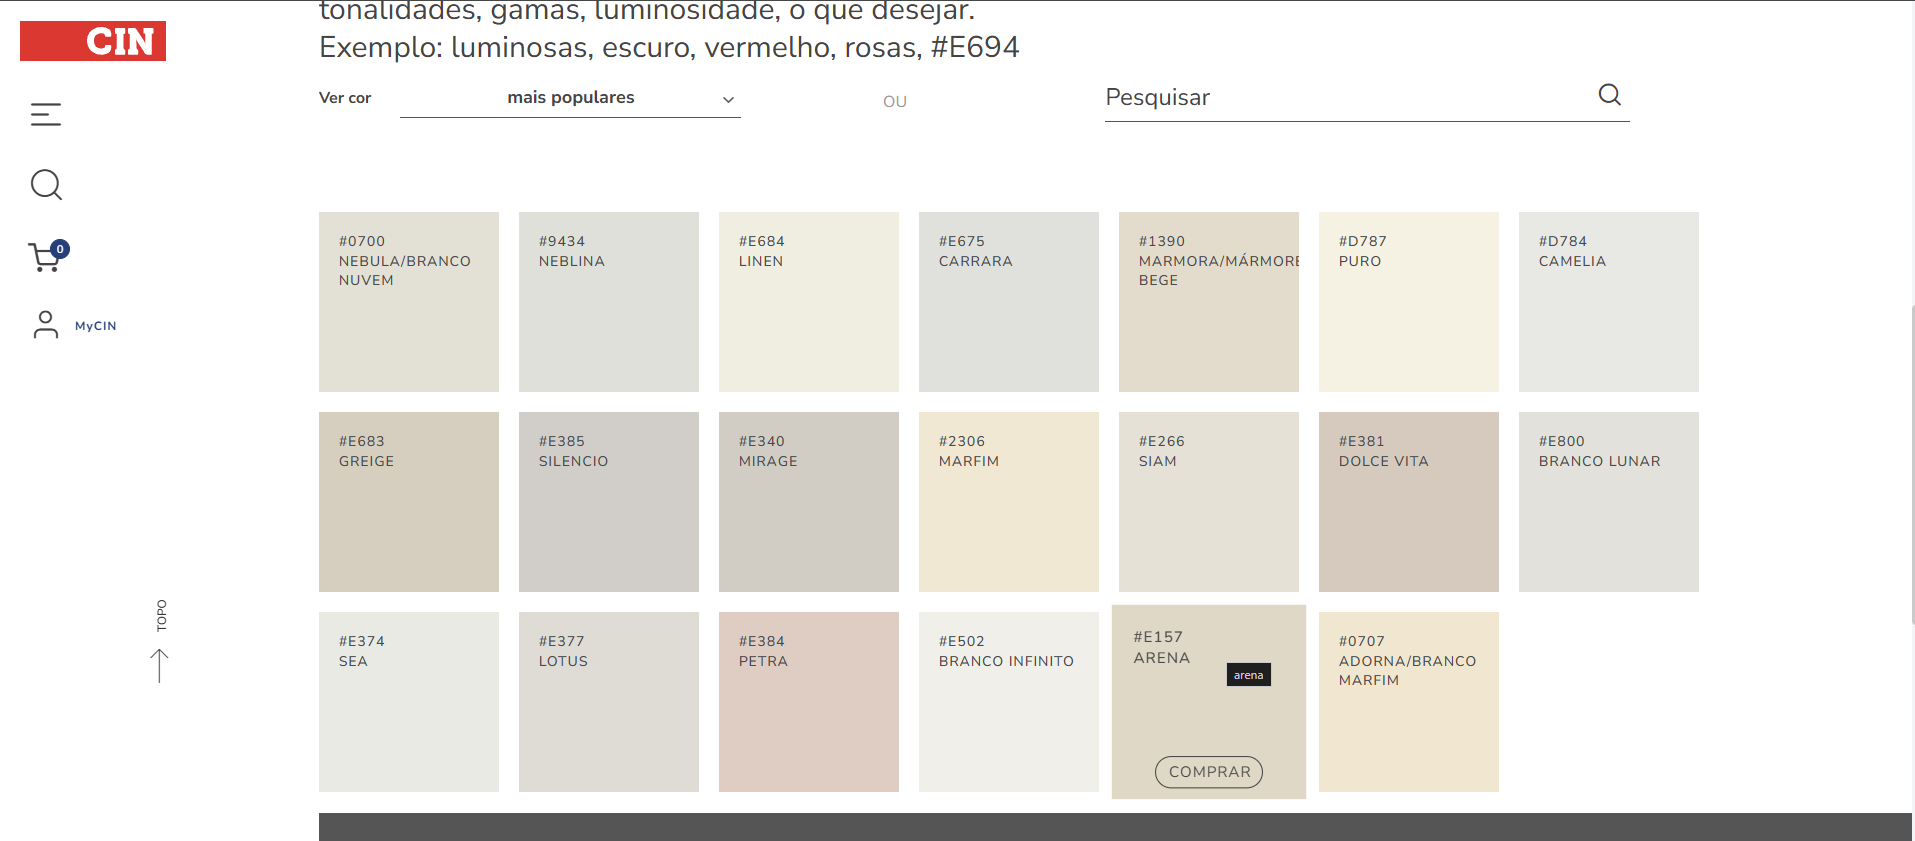 tonalidades, gamas, luminosidade, o que desejar.
Exemplo: luminosas, escuro, vermelho, rosas, #E694
CIN
Ver cor
mais populares
OU
Pesquisar
0
MyCIN
TOPO
#0700
NEBULA/BRANCO
NUVEM
#9434
NEBLINA
#E684
LINEN
#E675
CARRARA
#1390
MARMORA/MÁRMORE
BEGE
#D787
PURO
#D784
CAMELIA
#E683
GREIGE
#E385
SILENCIO
#E340
MIRAGE
#2306
MARFIM
#E266
SIAM
#E381
DOLCE VITA
#E800
BRANCO LUNAR
#E374
SEA
#E377
LOTUS
#E384
PETRA
#E502
BRANCO INFINITO
#E157
ARENA
arena
COMPRAR
#0707
ADORNA/BRANCO
MARFIM